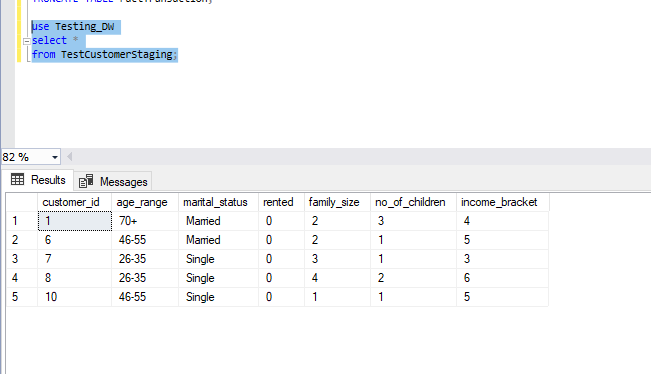 TRUNCATE TABLE FactTransaction;
use Testing_DW
select *
from TestCustomerStaging;
82 %
Results Messages
customer_id age_range marital_status rented family_size no_of_children income_bracket
1 1 70+ Married 0 2 3 4
2 6 46-55 Married 0 2 1 5
3 7 26-35 Single 0 3 1 3
4 8 26-35 Single 0 4 2 6
5 10 46-55 Single 0 1 1 5